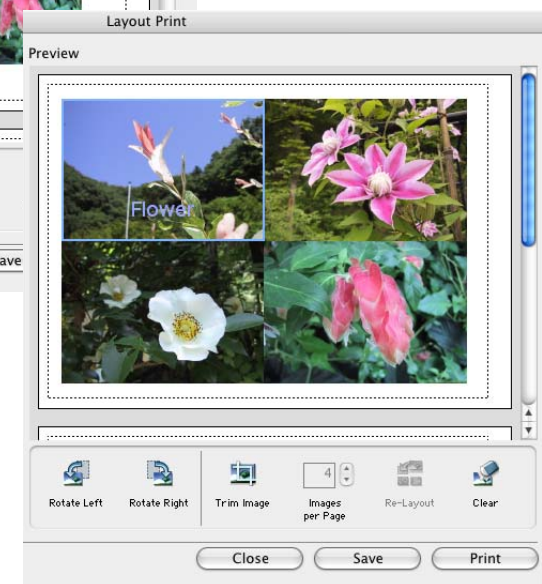 Layout Print
Preview
Flower
ave
4
Rotate Left
Rotate Right
Trim Image
Images
per Page
Re-Layout
Clear
Close
Save
Print